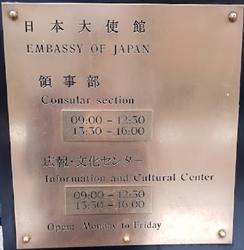 日本大使館
EMBASSY OF JAPAN
領事部
Consular section
09:00 - 12:30
13:30 - 16:00
広報・文化センター
Information and Cultural Center
09:00 - 12:30
13:30 - 16:00
Open: Monday to Friday